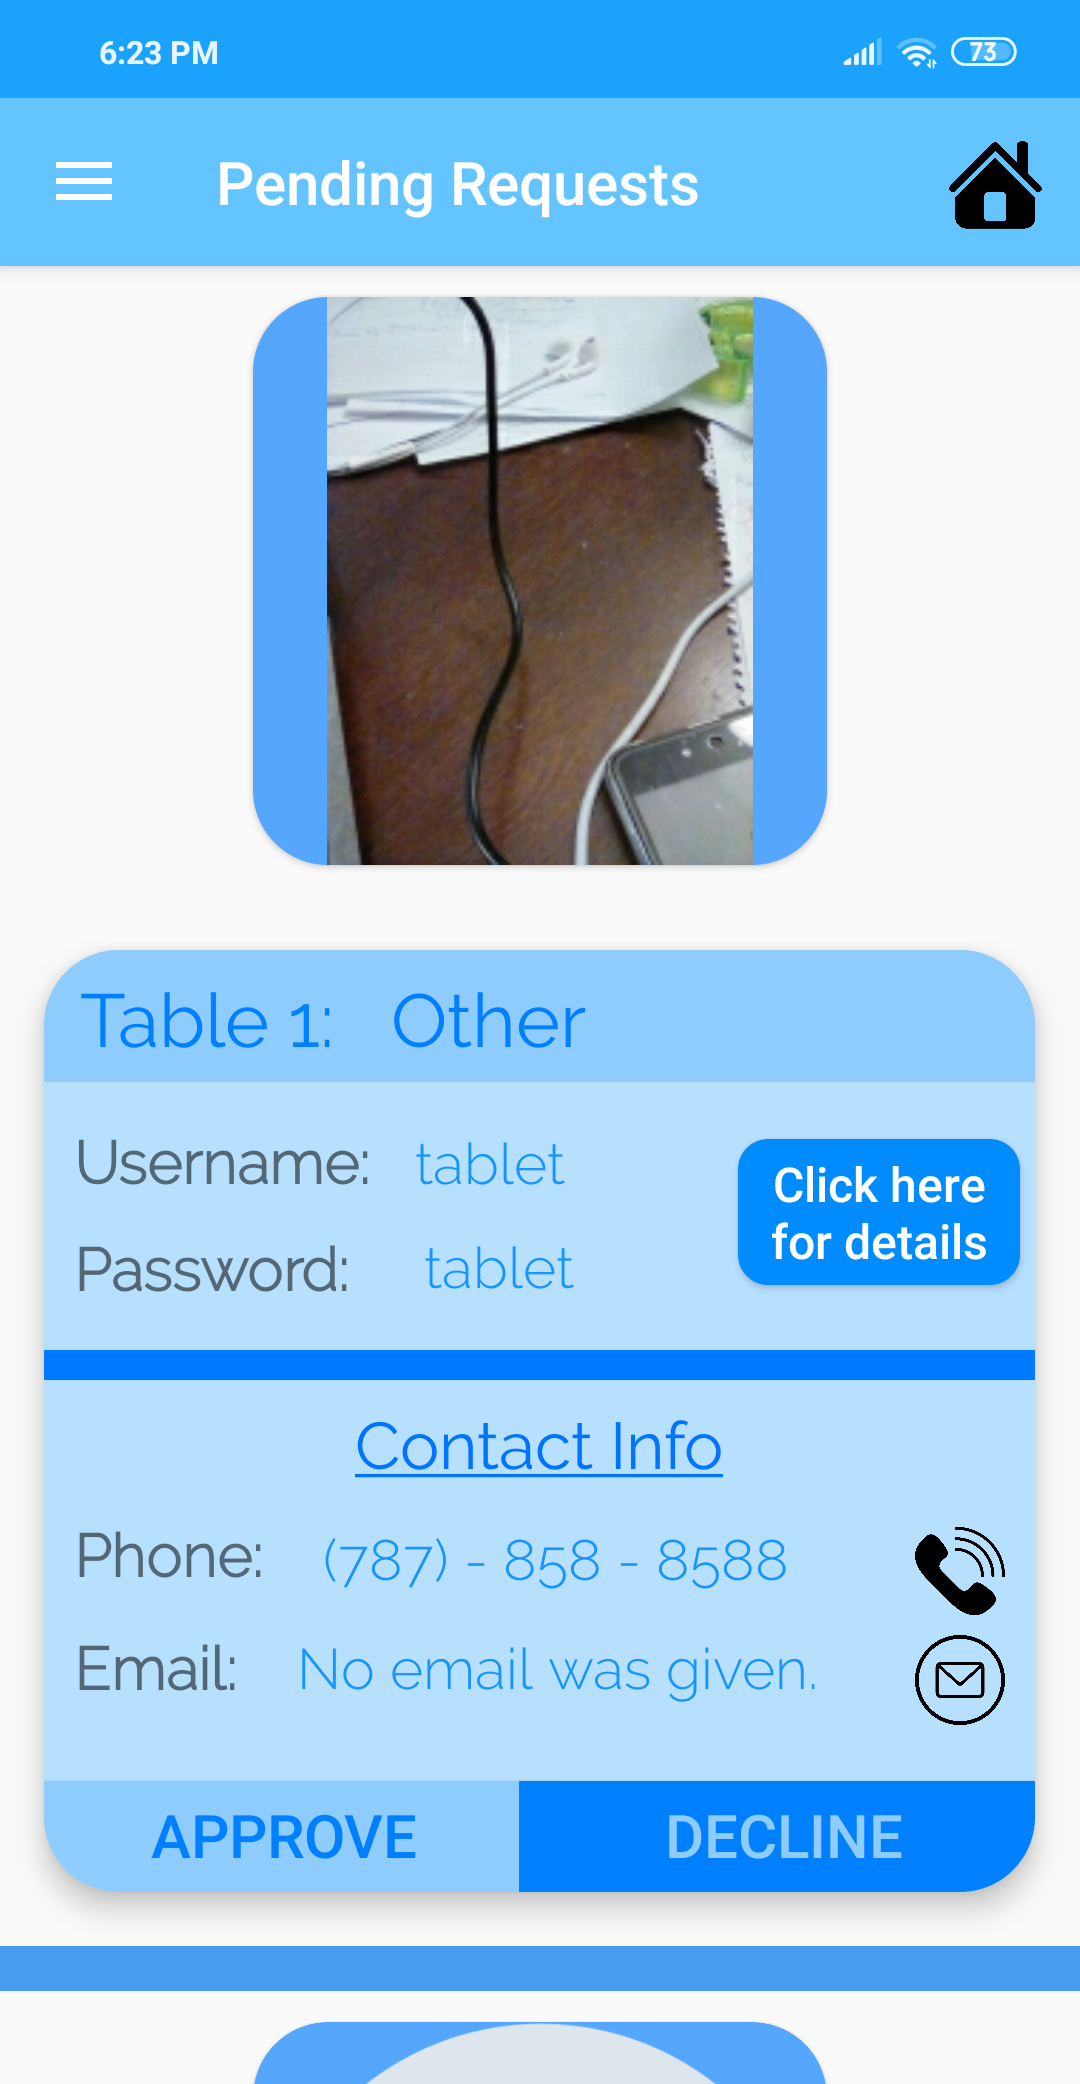 6:23 PM
73
Pending Requests
Table 1: Other
Username: tablet
Click here
for details
Password: tablet
Contact Info
Phone: (787) - 858 - 8588
Email: No email was given.
APPROVE DECLINE